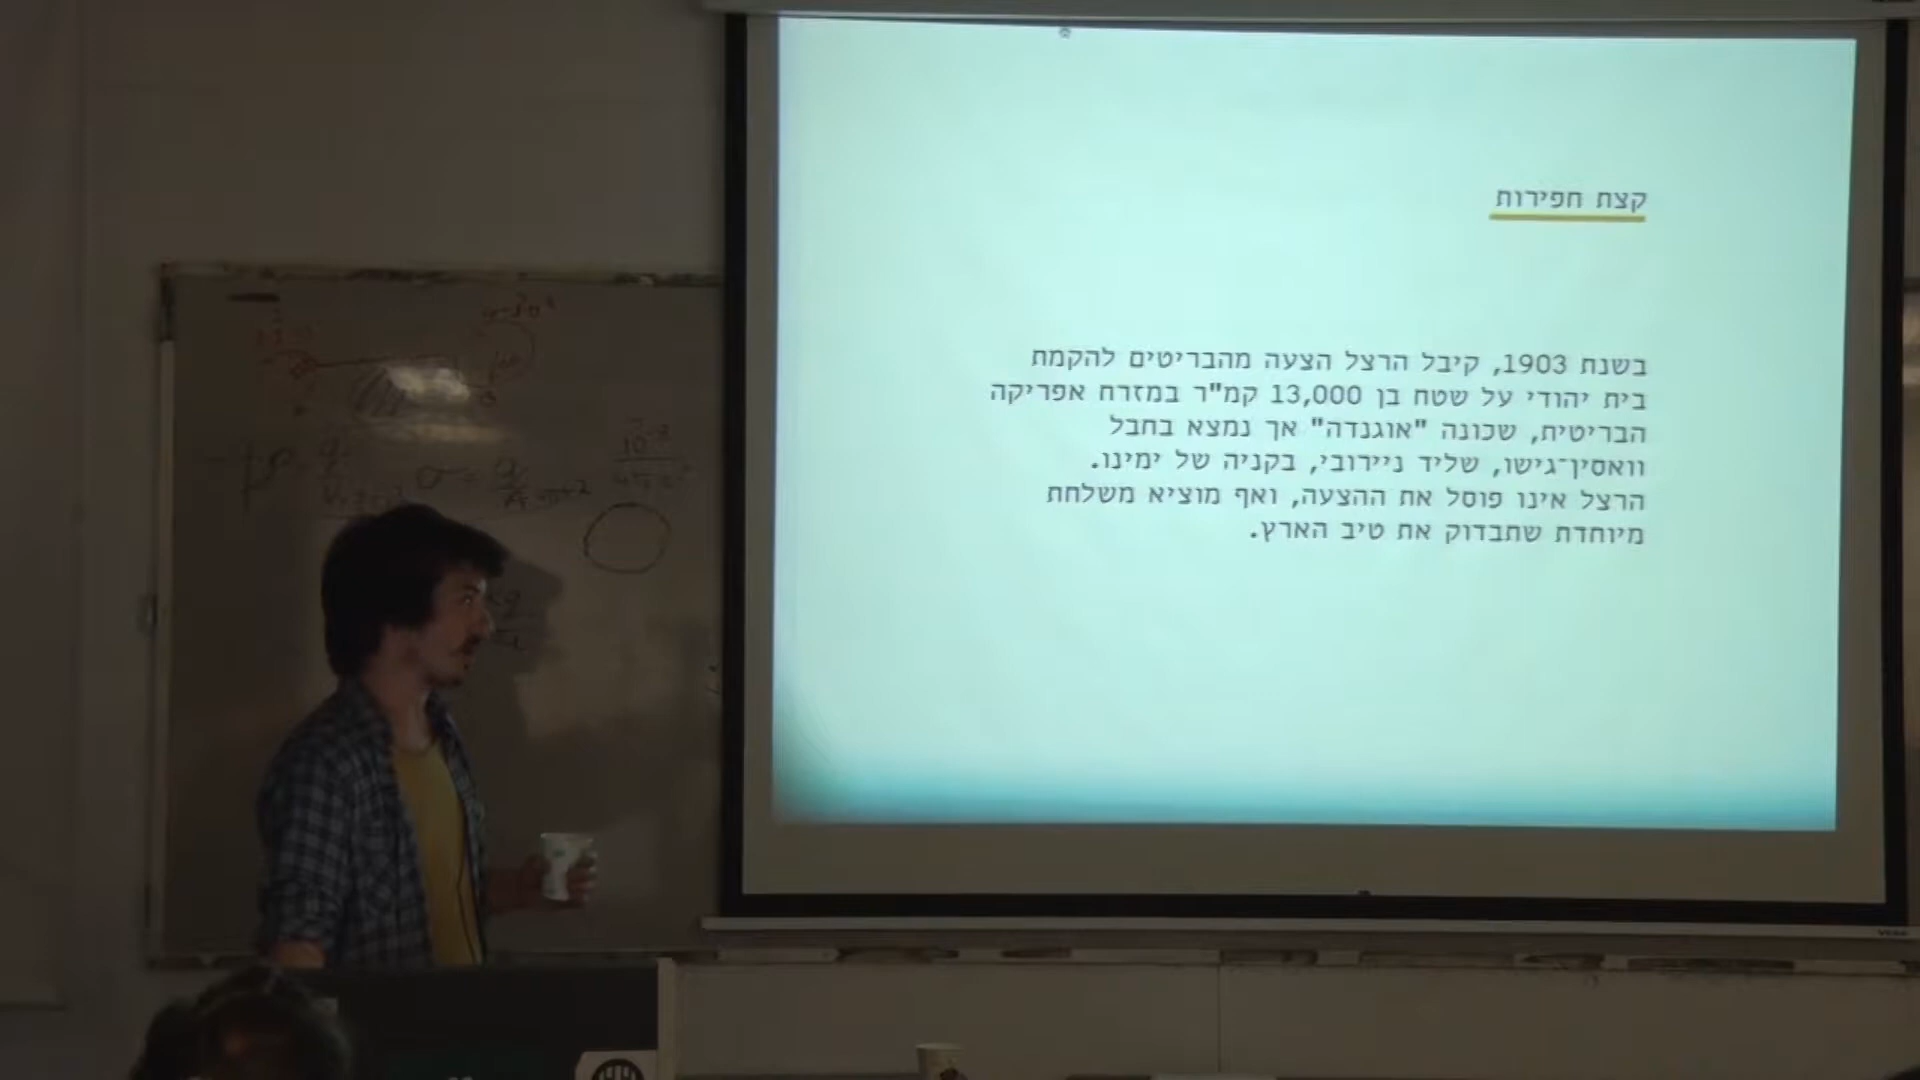 קצת חפירות
בשנת 1903, קיבל הרצל הצעה מהבריטים להקמת
בית יהודי על שטח בן 13,000 קמ"ר במזרח אפריקה
הבריטית, שכונה "אוגנדה" אך נמצא בחבל
וואסין־גישו, שליד ניירובי, בקניה של ימינו.
הרצל אינו פוסל את ההצעה, ואף מוציא משלחת
מיוחדת שתבדוק את טיב הארץ.